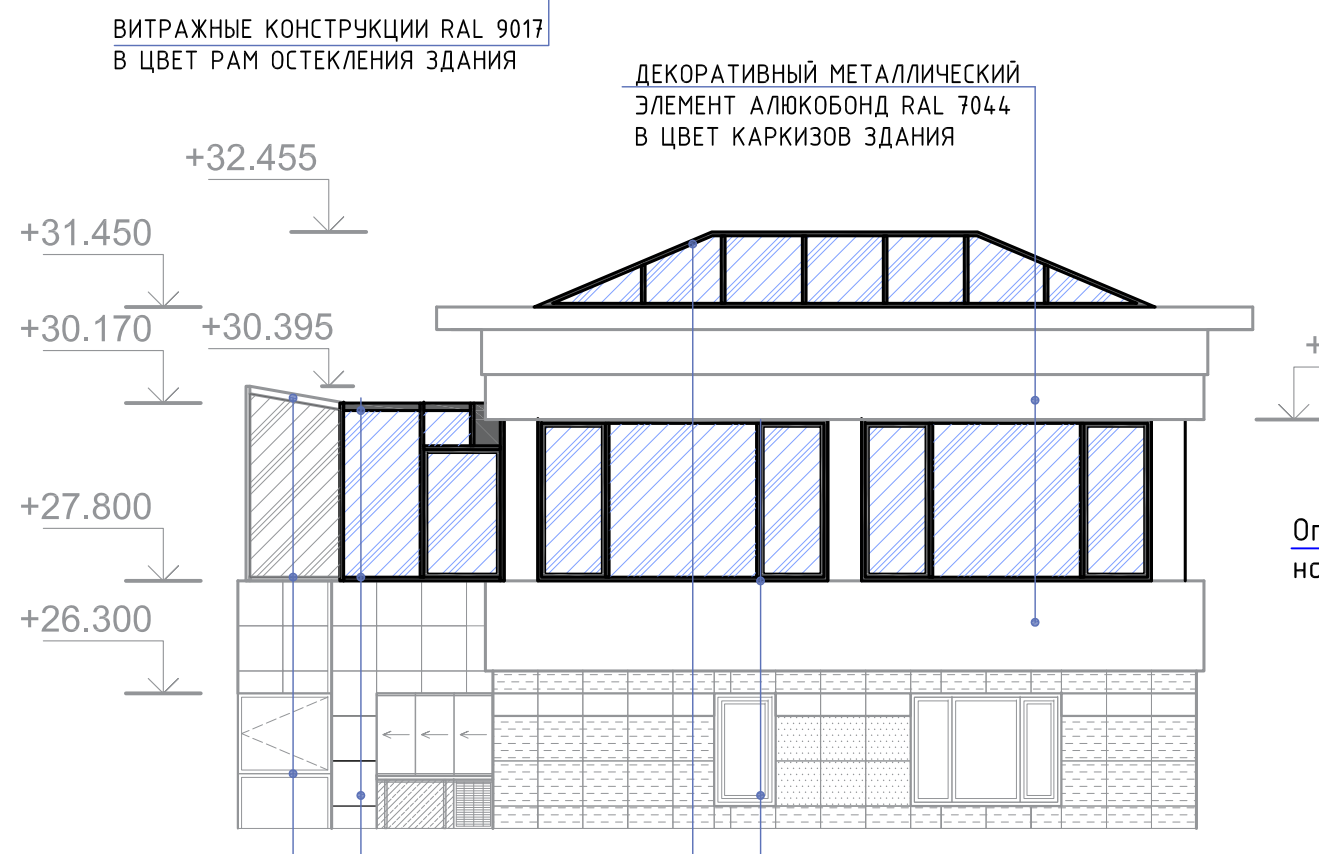 ВИТРАЖНЫЕ КОНСТРУКЦИИ RAL 9017
В ЦВЕТ РАМ ОСТЕКЛЕНИЯ ЗДАНИЯ
ДЕКОРАТИВНЫЙ МЕТАЛЛИЧЕСКИЙ
ЭЛЕМЕНТ АЛЮКОБОНД RAL 7044
В ЦВЕТ КАРКИЗОВ ЗДАНИЯ
+32.455
+31.450
+30.170
+30.395
+27.800
+26.300